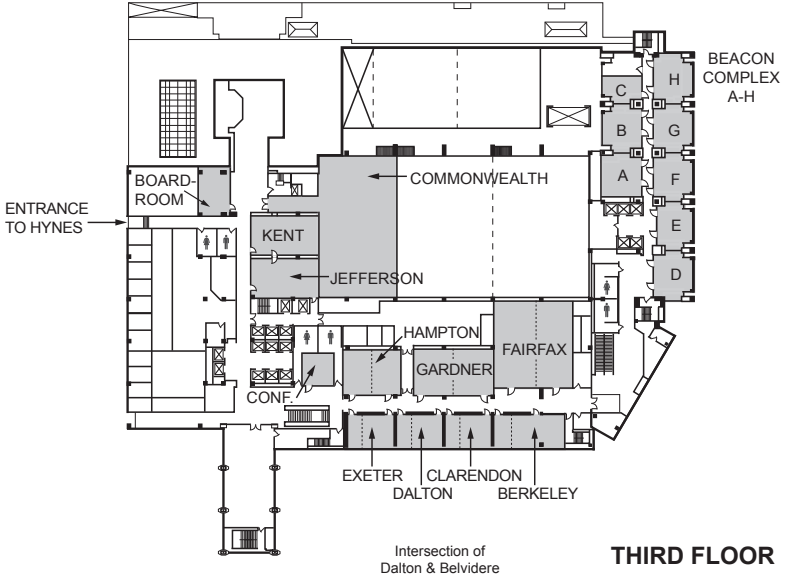 BEACON
COMPLEX
A-H
C
H
B
G
A
F
E
D
BOARD-
ROOM
COMMONWEALTH
ENTRANCE
TO HYNES
KENT
JEFFERSON
HAMPTON
FAIRFAX
GARDNER
CONF.
EXETER
CLARENDON
DALTON
BERKELEY
Intersection of
Dalton & Belvidere
THIRD FLOOR